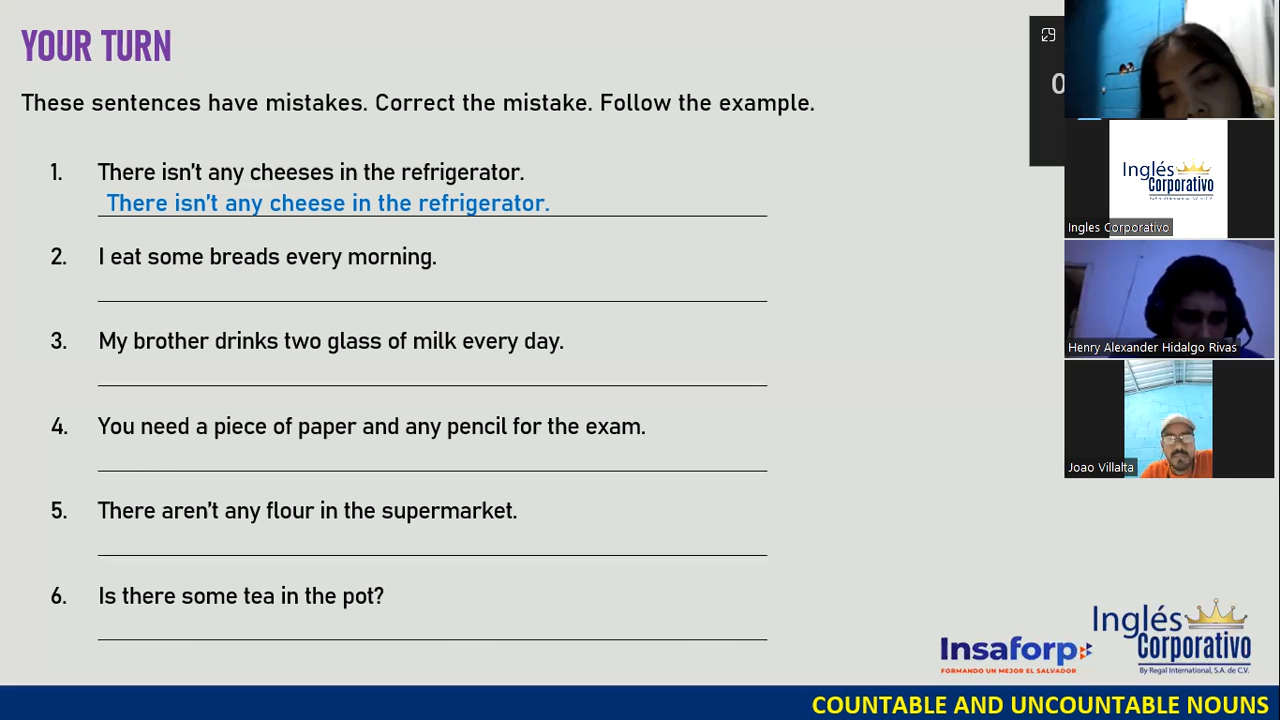 YOUR TURN
These sentences have mistakes. Correct the mistake. Follow the example.
1. There isn't any cheeses in the refrigerator.
There isn't any cheese in the refrigerator.
2. I eat some breads every morning.
3. My brother drinks two glass of milk every day.
4. You need a piece of paper and any pencil for the exam.
5. There aren't any flour in the supermarket.
6. Is there some tea in the pot?
0
Inglés
Corporativo
Ingles Corporativo
Henry Alexander Hidalgo Rivas
Joao Villalta
Insaforp
FORMANDO UN MEJOR EL SALVADOR
Inglés
Corporativo
By Regal International, S.A. de C.V.
COUNTABLE AND UNCOUNTABLE NOUNS